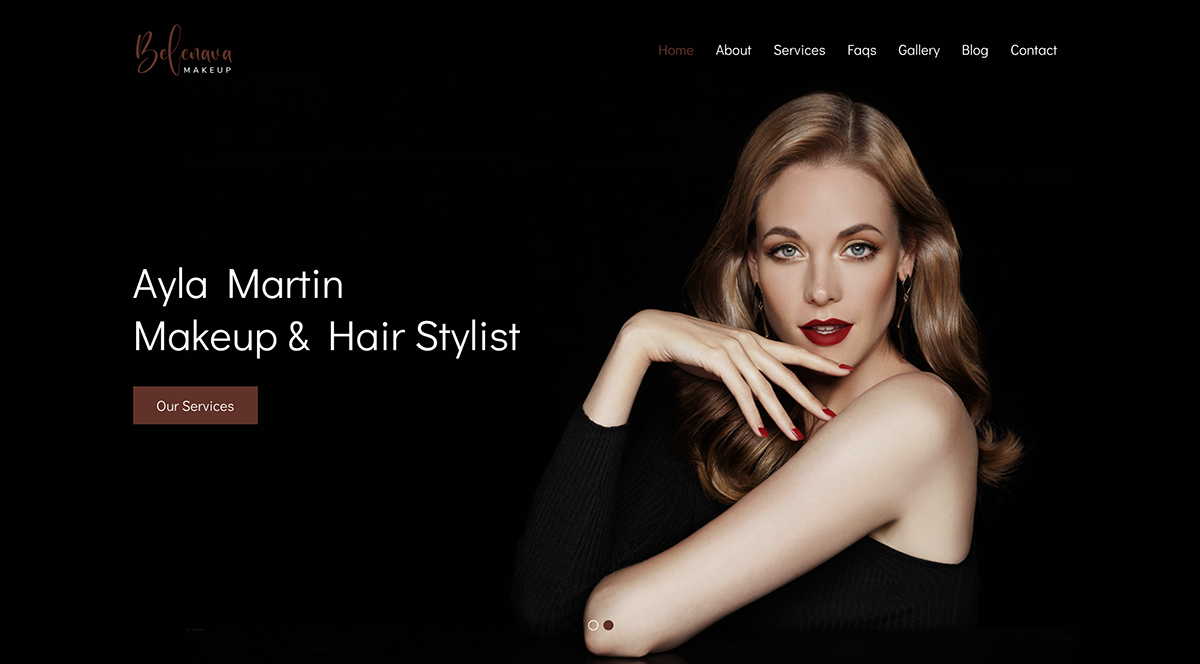 Belenava
MAKEUP
Home About Services Faqs Gallery Blog Contact
Ayla Martin
Makeup & Hair Stylist
Our Services